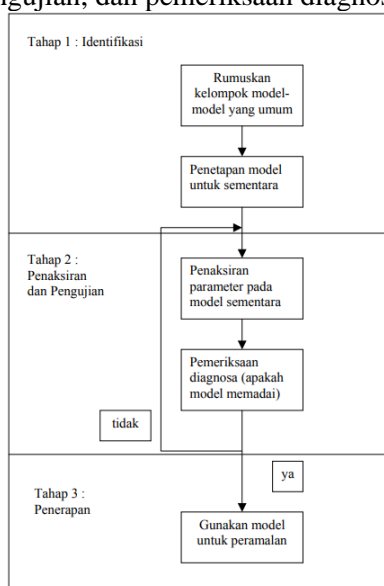 gujian, dan pemeriksaan diagnos
Tahap 1 : Identifikasi
Rumuskan
kelompok model-
model yang umum
Penetapan model
untuk sementara
Tahap 2 :
Penaksiran
dan Pengujian
Penaksiran
parameter pada
model sementara
Pemeriksaan
diagnosa (apakah
model memadai)
tidak
ya
Tahap 3 :
Penerapan
Gunakan model
untuk peramalan